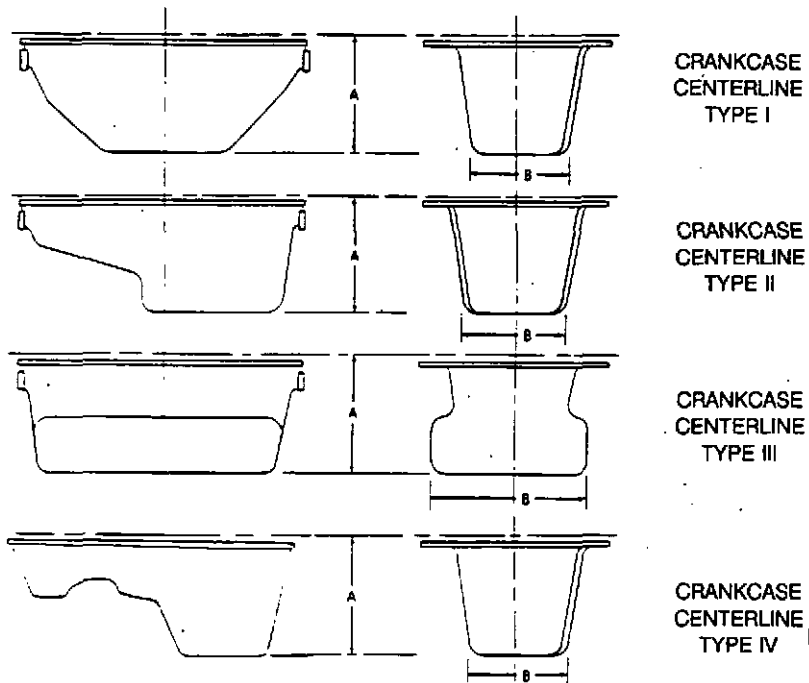 A
B
CRANKCASE
CENTERLINE
TYPE I
A
B
CRANKCASE
CENTERLINE
TYPE II
A
B
CRANKCASE
CENTERLINE
TYPE III
A
B
CRANKCASE
CENTERLINE
TYPE IV